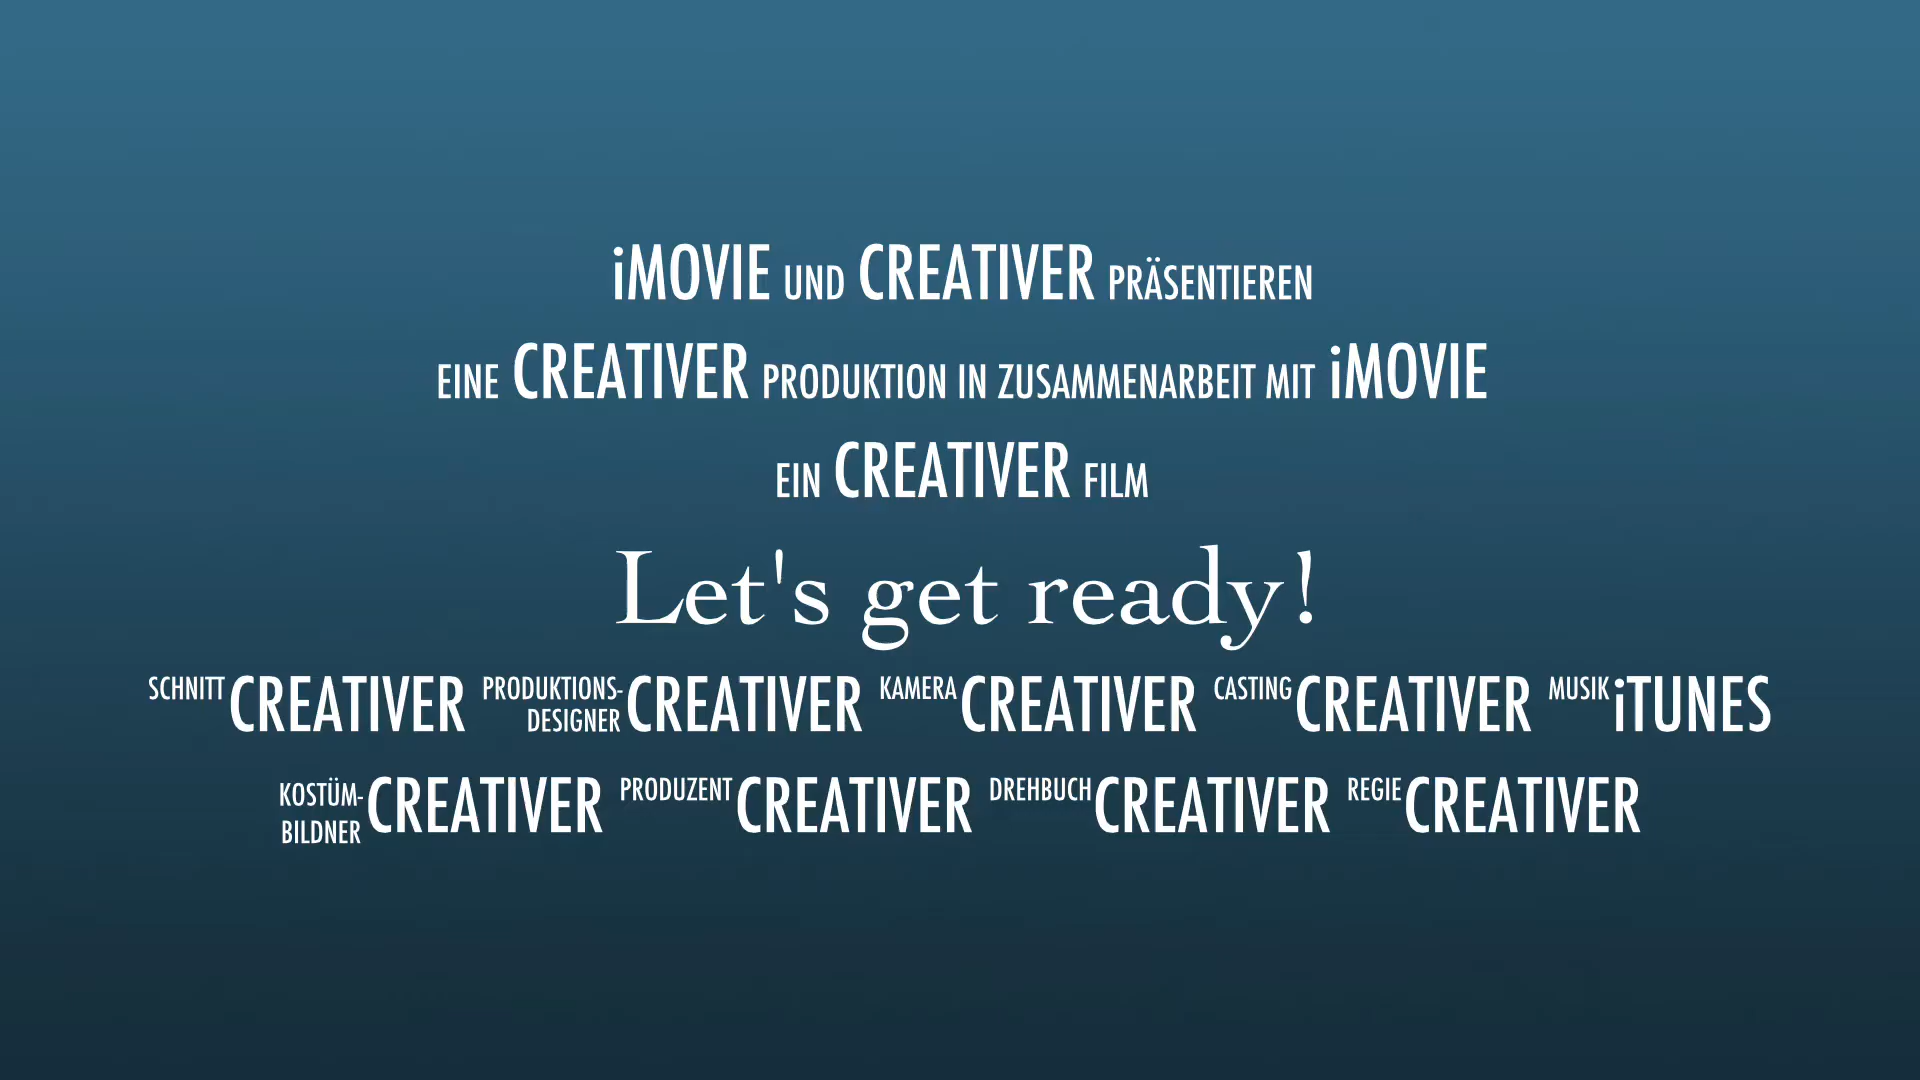 iMOVIE UND CREATIVER PRÄSENTIEREN
EINE CREATIVER PRODUKTION IN ZUSAMMENARBEIT MIT iMOVIE
EIN CREATIVER FILM
Let's get ready!
SCHNITT CREATIVER PRODUKTIONS-DESIGNER CREATIVER KAMERA CREATIVER CASTING CREATIVER MUSIK iTUNES
KOSTÜM-BILDNER CREATIVER PRODUZENT CREATIVER DREHBUCH CREATIVER REGIE CREATIVER